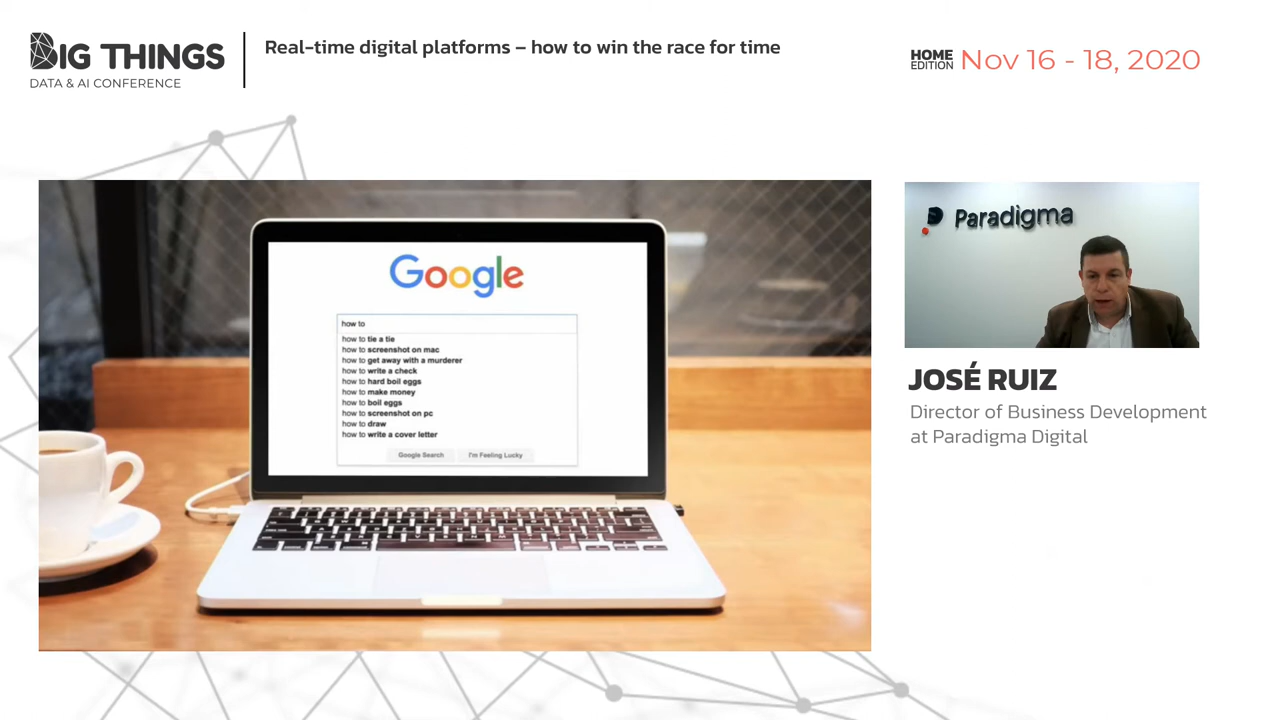 BIG THINGS
DATA & AI CONFERENCE
Real-time digital platforms – how to win the race for time
HOME
EDITION
Nov 16 - 18, 2020
Google
how to
how to tie a tie
how to screenshot on mac
how to get away with a murderer
how to write a check
how to hard boil eggs
how to make money
how to boil eggs
how to screenshot on pc
how to draw
how to write a cover letter
Google Search I'm Feeling Lucky
Paradigma
JOSÉ RUIZ
Director of Business Development
at Paradigma Digital